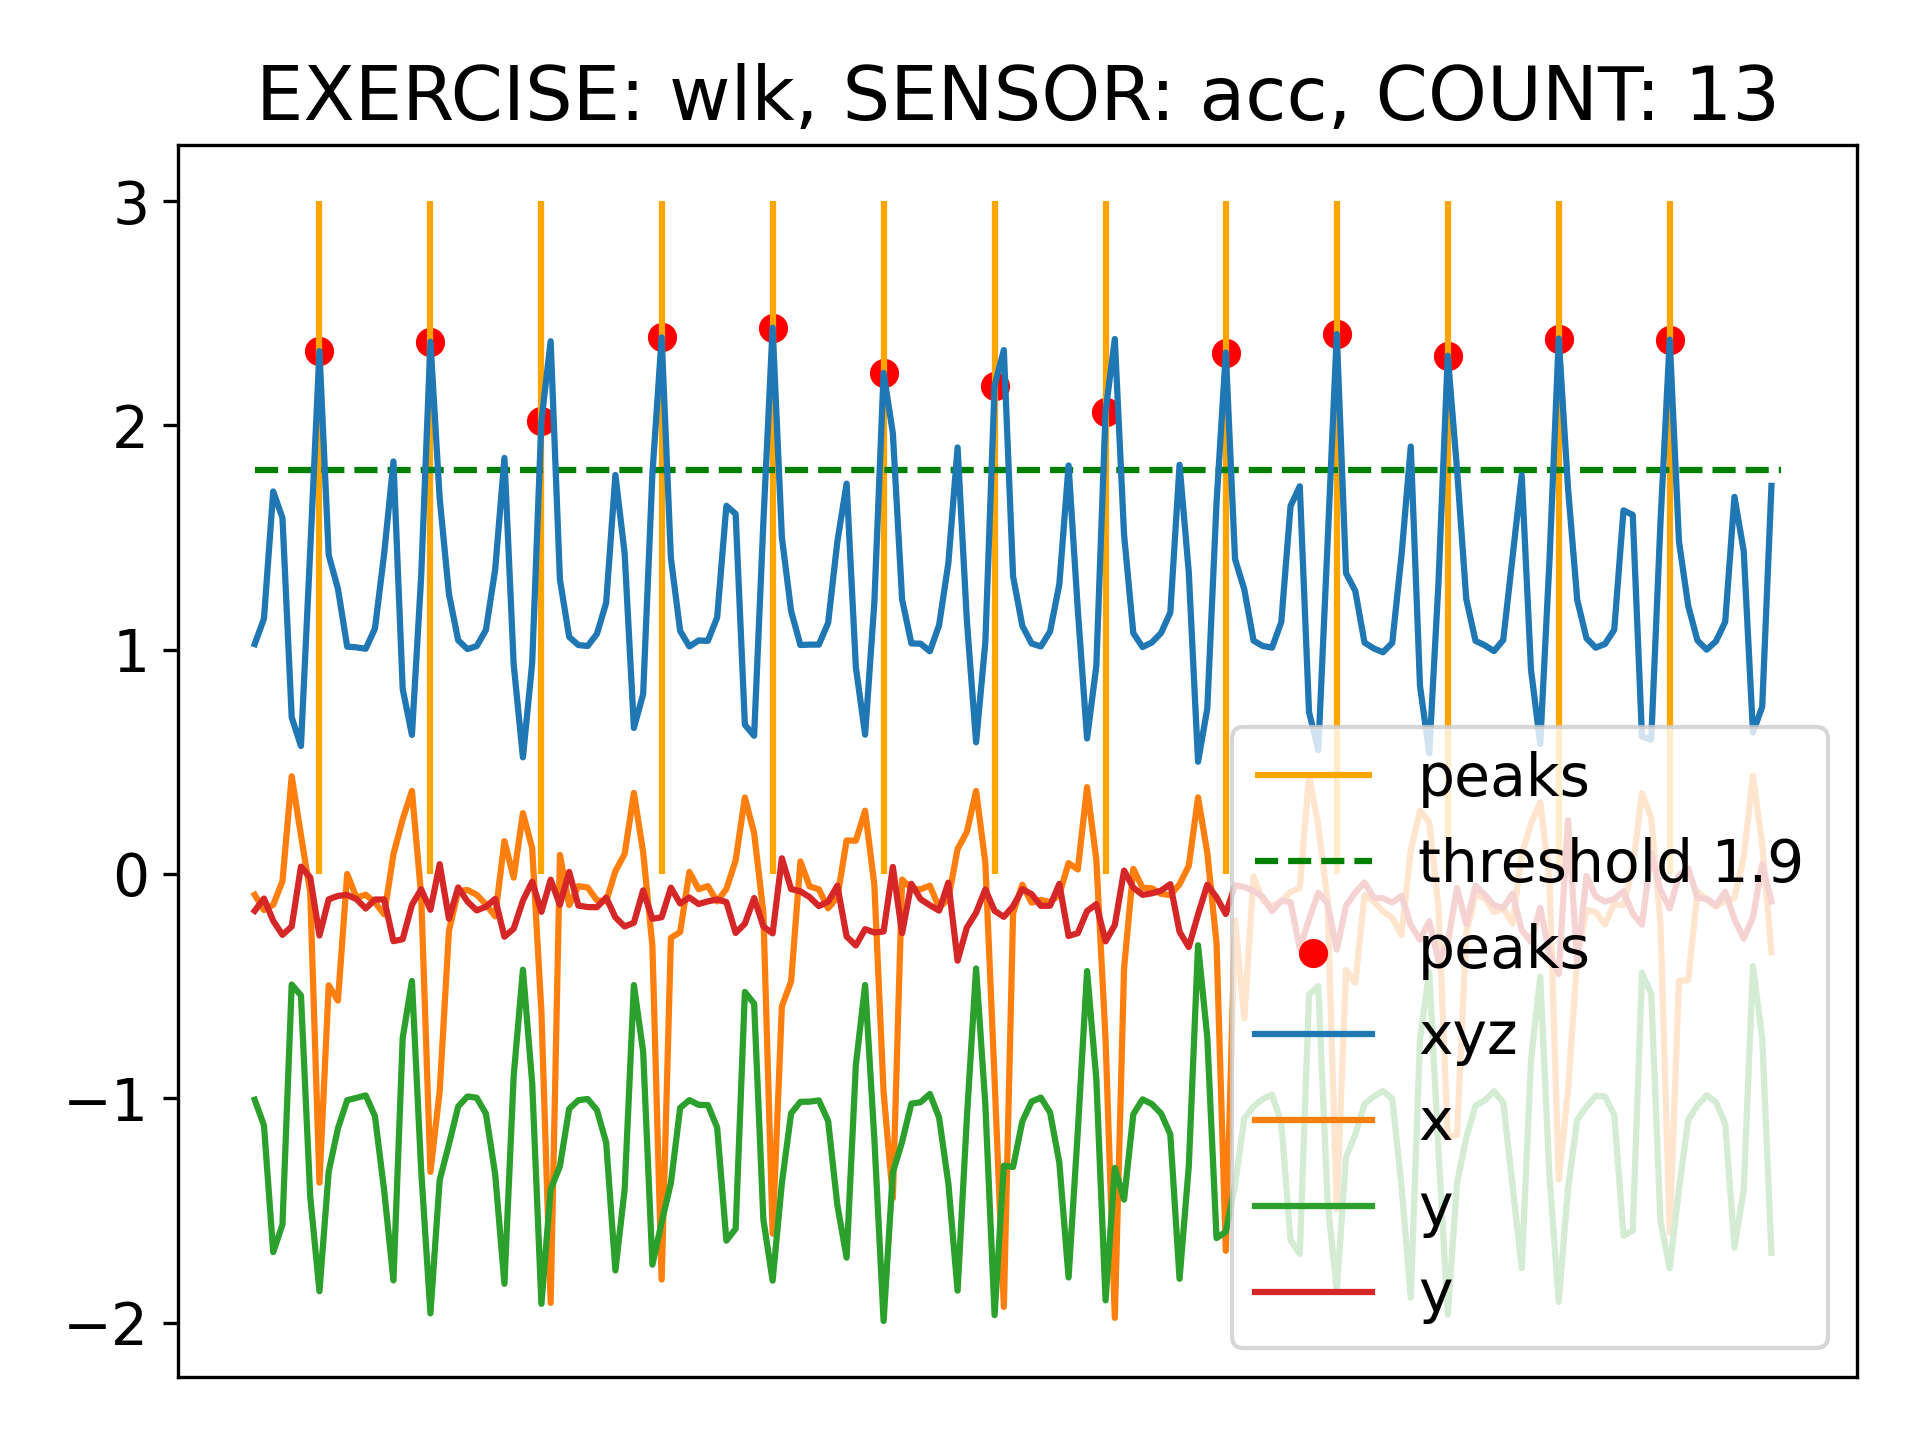 EXERCISE: wlk, SENSOR: acc, COUNT: 13
3
2
1
0
−1
−2
peaks
threshold 1.9
peaks
xyz
x
y
y